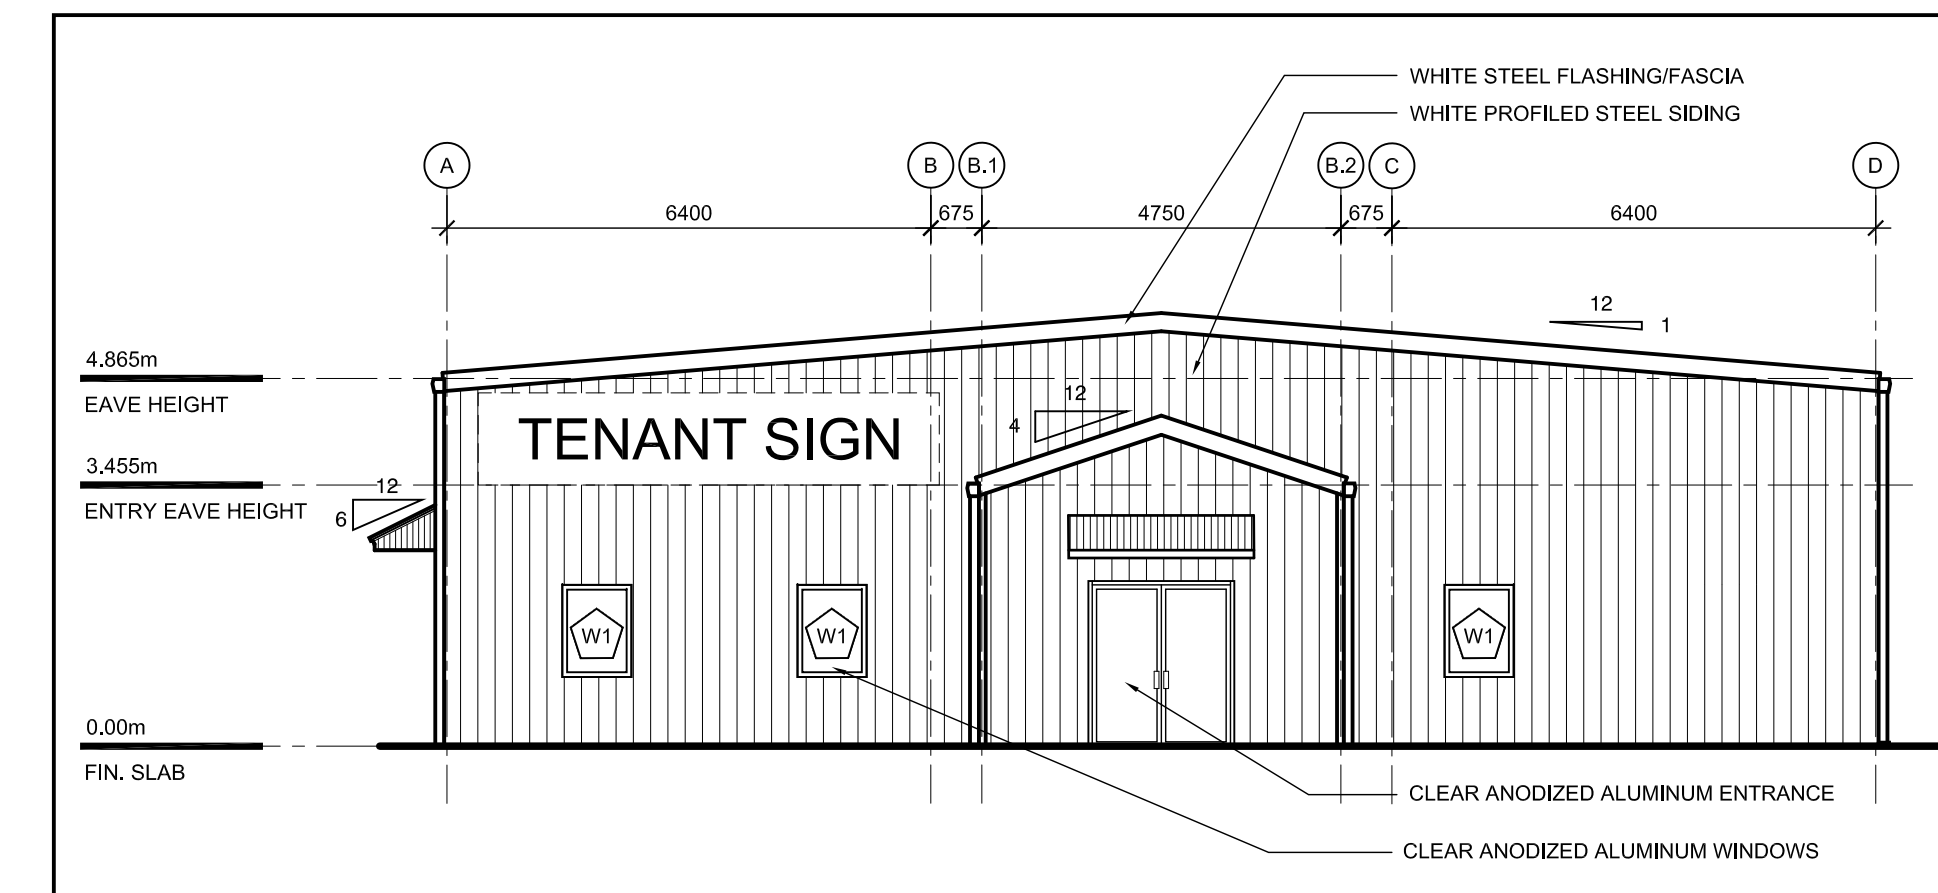 WHITE STEEL FLASHING/FASCIA
WHITE PROFILED STEEL SIDING
A B B.1 B.2 C D
6400 675 4750 675 6400
12
1
4.865m
EAVE HEIGHT
12
4
TENANT SIGN
3.455m
ENTRY EAVE HEIGHT
12
6
W1 W1 W1
0.00m
FIN. SLAB
CLEAR ANODIZED ALUMINUM ENTRANCE
CLEAR ANODIZED ALUMINUM WINDOWS